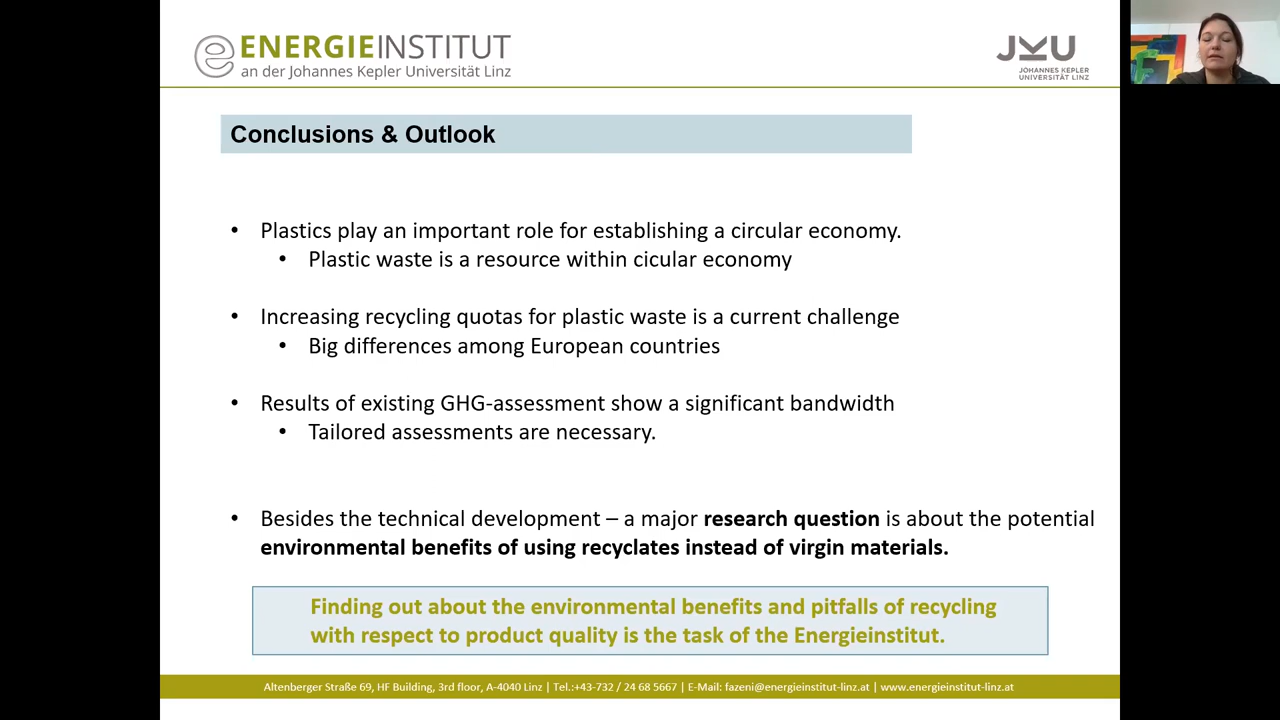 ENERGIEINSTITUT
an der Johannes Kepler Universität Linz
JKU
JOHANNES KEPLER
UNIVERSITÄT LINZ
Conclusions & Outlook
• Plastics play an important role for establishing a circular economy.
• Plastic waste is a resource within cicular economy
• Increasing recycling quotas for plastic waste is a current challenge
• Big differences among European countries
• Results of existing GHG-assessment show a significant bandwidth
• Tailored assessments are necessary.
• Besides the technical development – a major research question is about the potential
environmental benefits of using recyclates instead of virgin materials.
Finding out about the environmental benefits and pitfalls of recycling
with respect to product quality is the task of the Energieinstitut.
Altenberger Straße 69, HF Building, 3rd floor, A-4040 Linz | Tel.:+43-732 / 24 68 5667 | E-Mail: fazeni@energieinstitut-linz.at | www.energieinstitut-linz.at